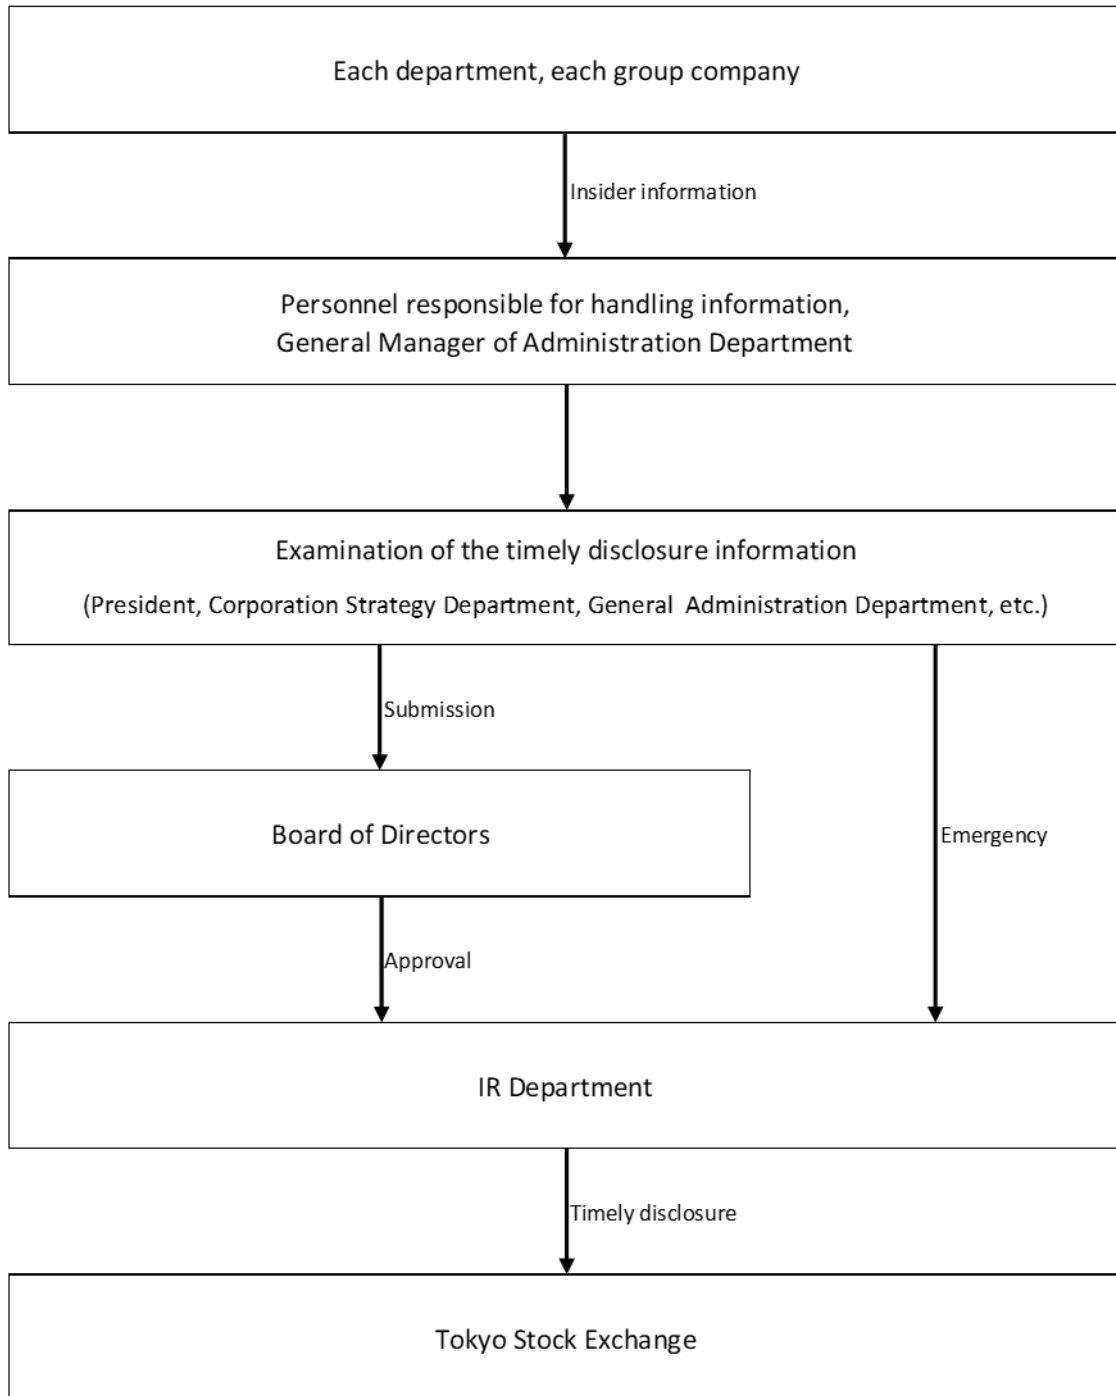 Each department, each group company
Insider information
Personnel responsible for handling information,
General Manager of Administration Department
Examination of the timely disclosure information
(President, Corporation Strategy Department, General Administration Department, etc.)
Submission
Board of Directors
Emergency
Approval
IR Department
Timely disclosure
Tokyo Stock Exchange